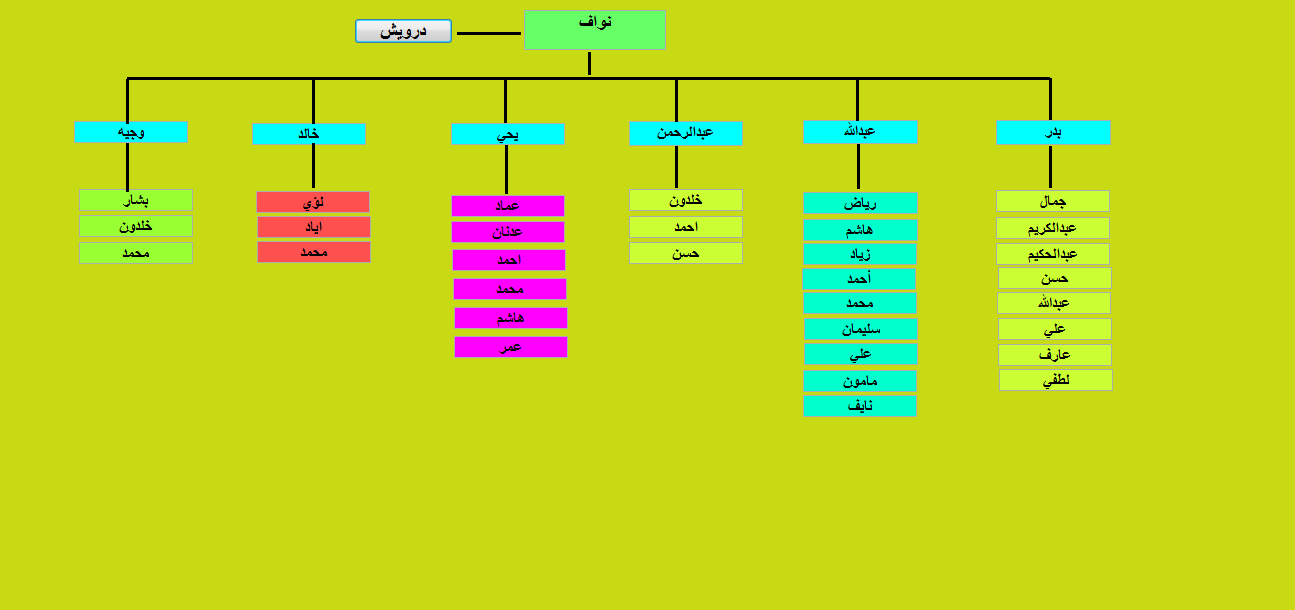 نواف
درويش
بدر
عبدالله
عبدالرحمن
يحي
خالد
وجيه
جمال
عبدالكريم
عبدالحكيم
حسن
عبدالله
علي
عارف
لطفي
رياض
هاشم
زياد
أحمد
محمد
سليمان
علي
مامون
نايف
خلدون
احمد
حسن
عماد
عدنان
احمد
محمد
هاشم
عمر
لؤي
اياد
محمد
بشار
خلدون
محمد